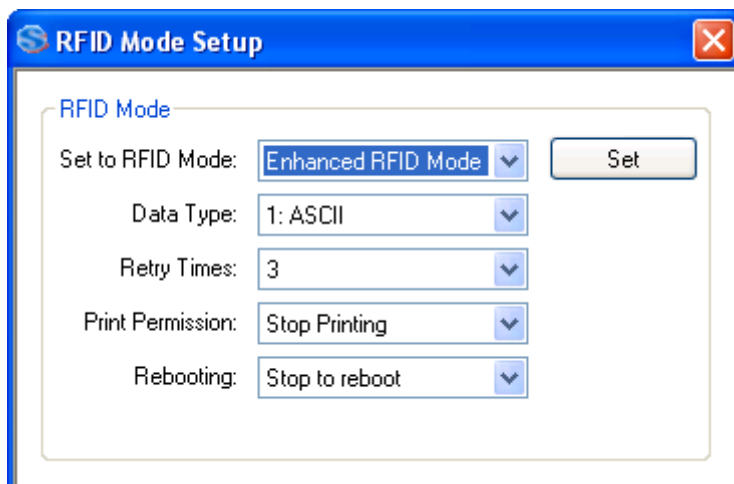 RFID Mode Setup
RFID Mode
Set to RFID Mode: Enhanced RFID Mode Set
Data Type: 1: ASCII
Retry Times: 3
Print Permission: Stop Printing
Rebooting: Stop to reboot